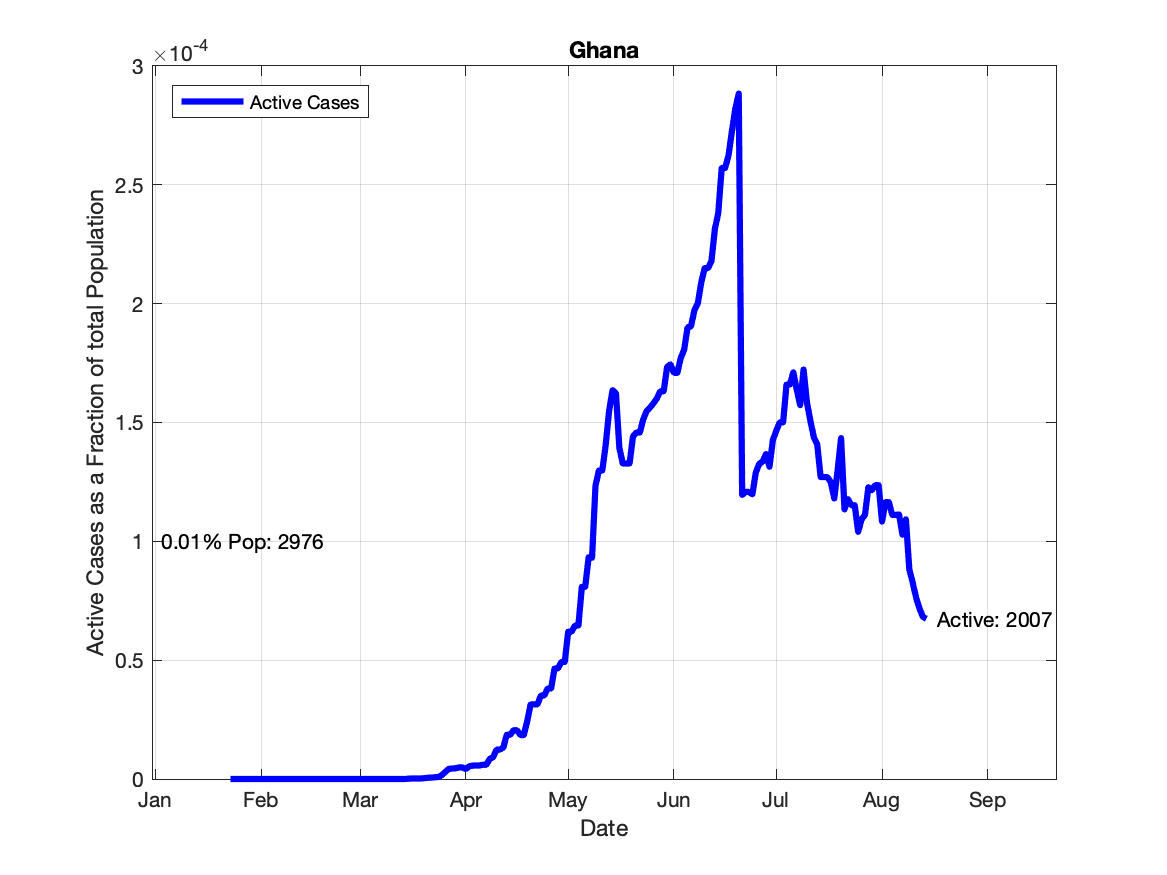 Ghana
×10-4
3
2.5
2
1.5
1
0.5
0
Active Cases as a Fraction of total Population
Active Cases
0.01% Pop: 2976
Active: 2007
Jan Feb Mar Apr May Jun Jul Aug Sep
Date